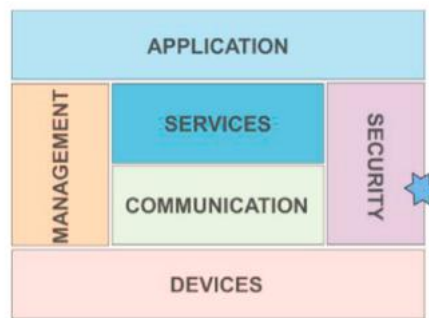 APPLICATION
MANAGEMENT
SERVICES
COMMUNICATION
SECURITY
DEVICES